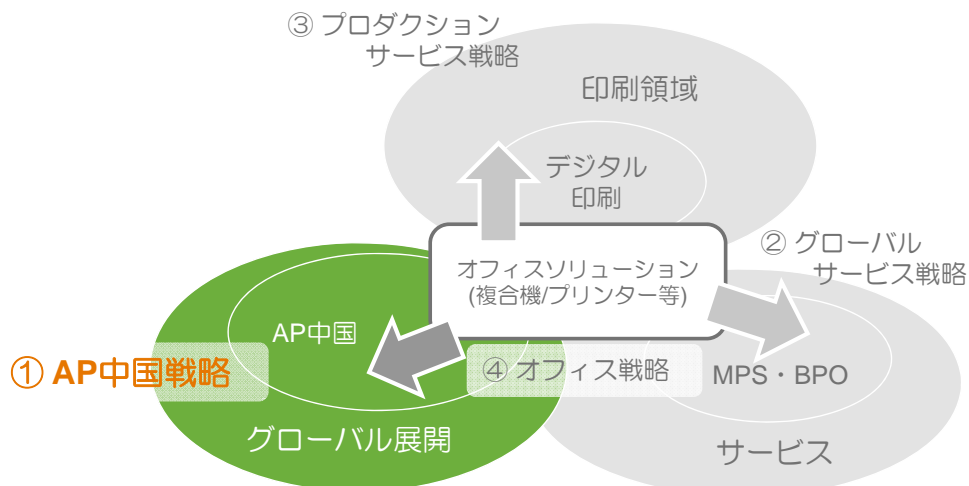 ③ プロダクション
サービス戦略
印刷領域
デジタル
印刷
② グローバル
サービス戦略
オフィスソリューション
(複合機/プリンター等)
AP中国
① AP中国戦略
④ オフィス戦略
MPS・BPO
グローバル展開
サービス